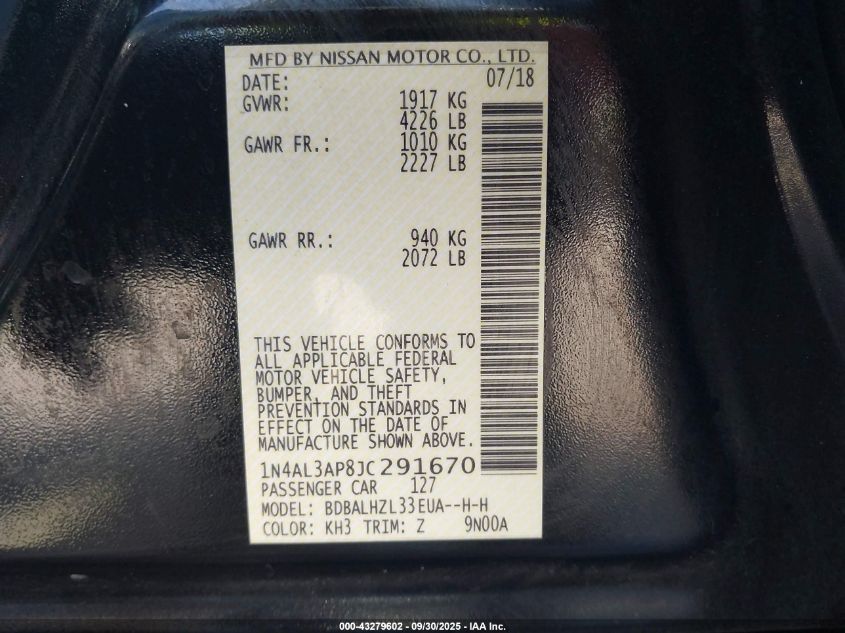 MFD BY NISSAN MOTOR CO., LTD.
DATE: 07/18
GVWR: 1917 KG
4226 LB
GAWR FR.: 1010 KG
2227 LB
GAWR RR.: 940 KG
2072 LB
THIS VEHICLE CONFORMS TO
ALL APPLICABLE FEDERAL
MOTOR VEHICLE SAFETY,
BUMPER, AND THEFT
PREVENTION STANDARDS IN
EFFECT ON THE DATE OF
MANUFACTURE SHOWN ABOVE.
1N4AL3AP8JC291670
PASSENGER CAR 127
MODEL: BDBALHZL33EUA--H-H
COLOR: KH3 TRIM: Z 9N00A
000-43279602 - 09/30/2025 - IAA Inc.